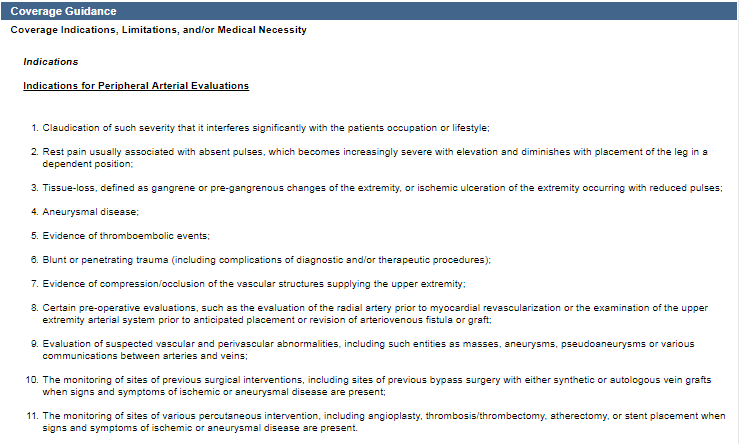 Coverage Guidance
Coverage Indications, Limitations, and/or Medical Necessity
Indications
Indications for Peripheral Arterial Evaluations
1. Claudication of such severity that it interferes significantly with the patients occupation or lifestyle;
2. Rest pain usually associated with absent pulses, which becomes increasingly severe with elevation and diminishes with placement of the leg in a
dependent position;
3. Tissue-loss, defined as gangrene or pre-gangrenous changes of the extremity, or ischemic ulceration of the extremity occurring with reduced pulses;
4. Aneurysmal disease;
5. Evidence of thromboembolic events;
6. Blunt or penetrating trauma (including complications of diagnostic and/or therapeutic procedures);
7. Evidence of compression/occlusion of the vascular structures supplying the upper extremity;
8. Certain pre-operative evaluations, such as the evaluation of the radial artery prior to myocardial revascularization or the examination of the upper
extremity arterial system prior to anticipated placement or revision of arteriovenous fistula or graft;
9. Evaluation of suspected vascular and perivascular abnormalities, including such entities as masses, aneurysms, pseudoaneurysms or various
communications between arteries and veins;
10. The monitoring of sites of previous surgical interventions, including sites of previous bypass surgery with either synthetic or autologous vein grafts
when signs and symptoms of ischemic or aneurysmal disease are present;
11. The monitoring of sites of various percutaneous intervention, including angioplasty, thrombosis/thrombectomy, atherectomy, or stent placement when
signs and symptoms of ischemic or aneurysmal disease are present.